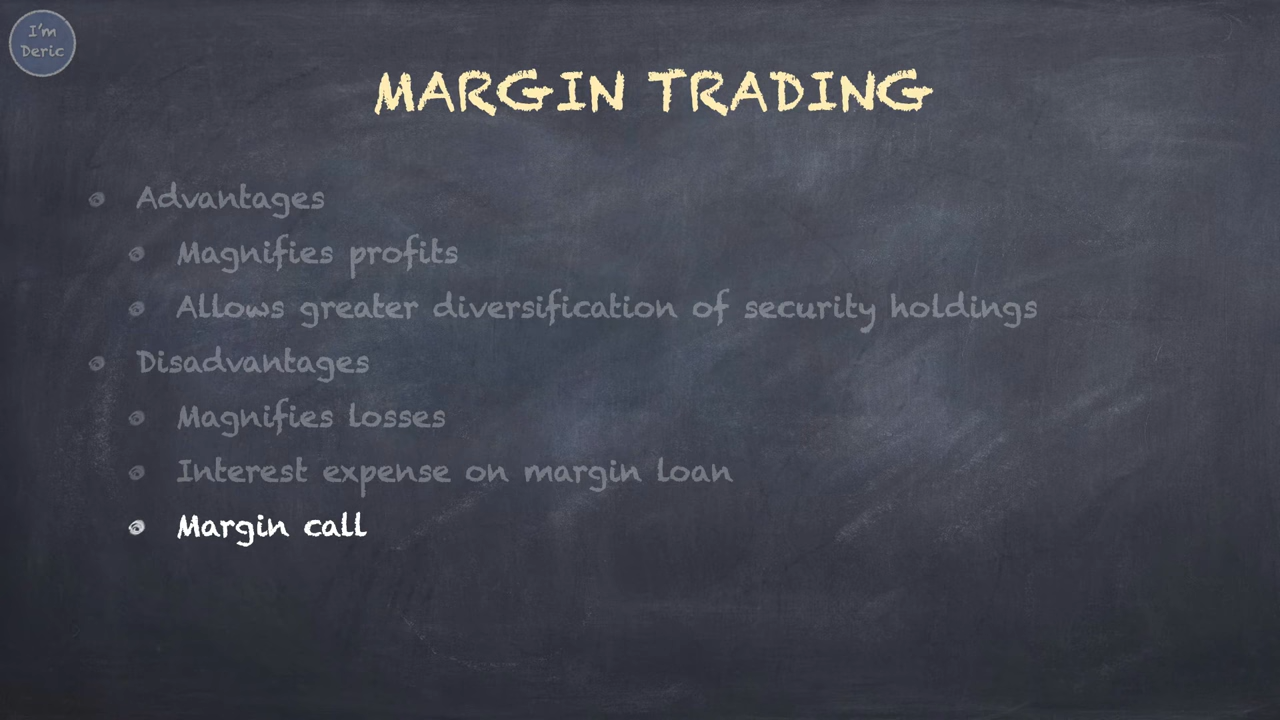 I'm
Deric
MARGIN TRADING
Advantages
Magnifies profits
Allows greater diversification of security holdings
Disadvantages
Magnifies losses
Interest expense on margin loan
Margin call